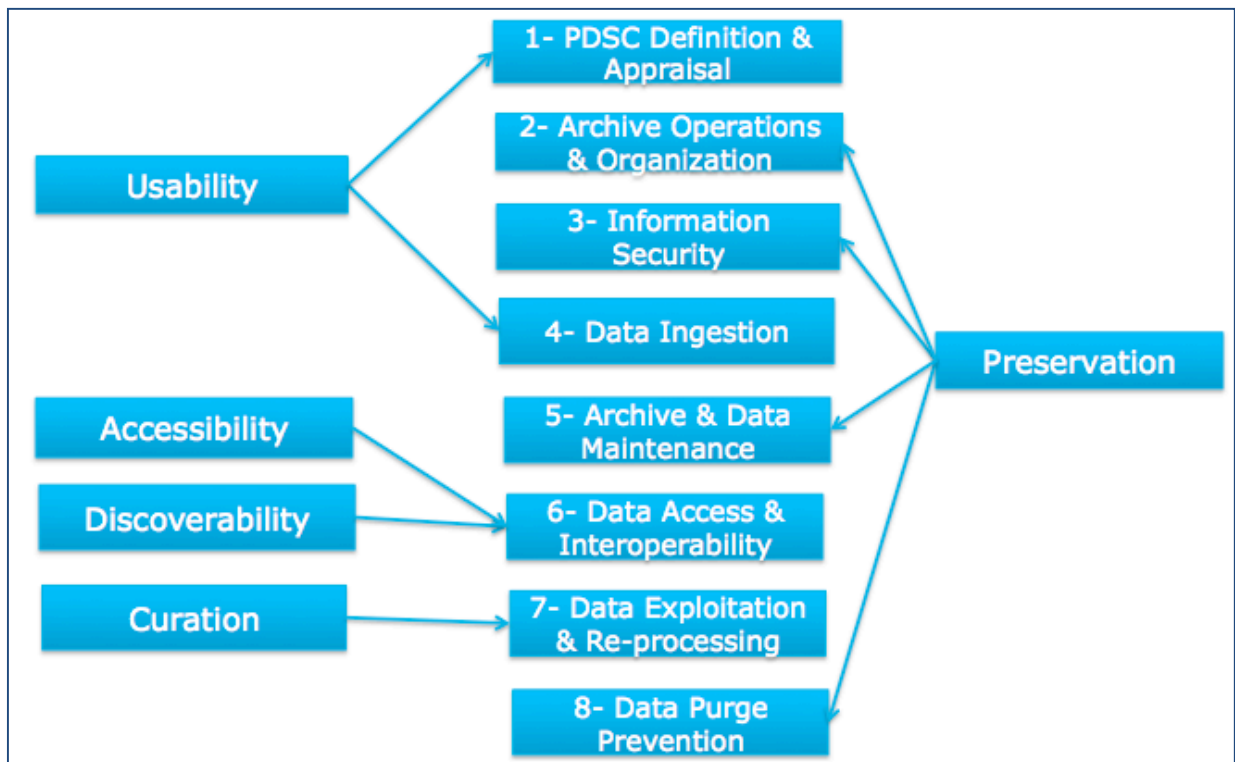 1- PDSC Definition &
Appraisal
2- Archive Operations
& Organization
Usability
3- Information
Security
4- Data Ingestion
Preservation
Accessibility
5- Archive & Data
Maintenance
Discoverability
6- Data Access &
Interoperability
Curation
7- Data Exploitation
& Re-processing
8- Data Purge
Prevention